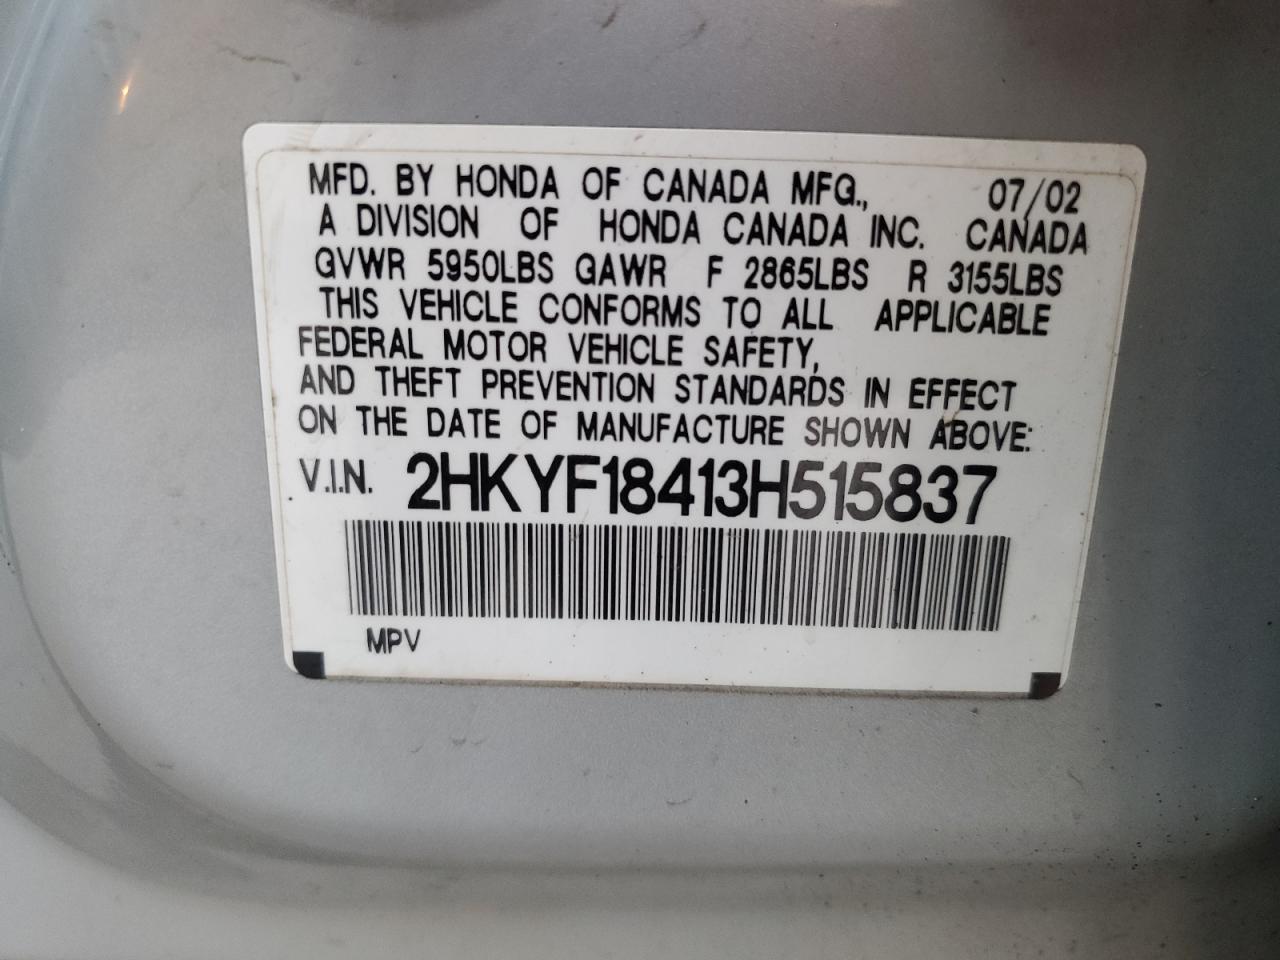 MFD. BY HONDA OF CANADA MFG., 07/02
A DIVISION OF HONDA CANADA INC. CANADA
GVWR 5950LBS GAWR F 2865LBS R 3155LBS
THIS VEHICLE CONFORMS TO ALL APPLICABLE
FEDERAL MOTOR VEHICLE SAFETY,
AND THEFT PREVENTION STANDARDS IN EFFECT
ON THE DATE OF MANUFACTURE SHOWN ABOVE:
V.I.N. 2HKYF18413H515837
MPV